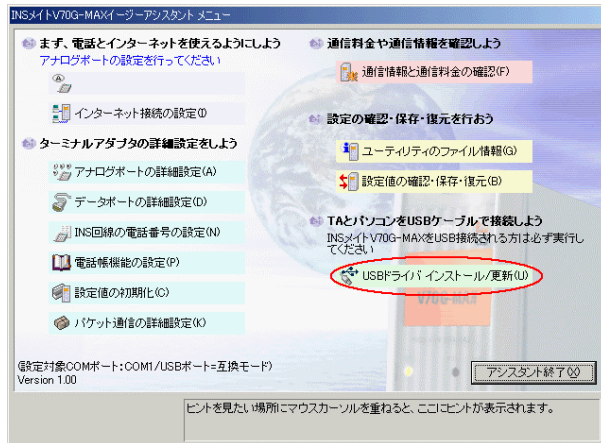 INSメイトV70G-MAXイージーアシスタント メニュー
まず、電話とインターネットを使えるようにしよう
アナログポートの設定を行ってください
インターネット接続の設定(I)
ターミナルアダプタの詳細設定をしよう
アナログポートの詳細設定(A)
データポートの詳細設定(D)
INS回線の電話番号の設定(N)
電話帳機能の設定(P)
設定値の初期化(C)
パケット通信の詳細設定(K)
通信料金や通信情報を確認しよう
通信情報と通信料金の確認(F)
設定の確認・保存・復元を行おう
ユーティリティのファイル情報(G)
設定値の確認・保存・復元(B)
TAとパソコンをUSBケーブルで接続しよう
INSメイトV70G-MAXをUSB接続される方は必ず実行し
てください
USBドライバ インストール/更新(U)
V70G-MAX
(設定対象COMポート:COM1/USBポート=互換モード)
Version 1.00
アシスタント終了(X)
ヒントを見たい場所にマウスカーソルを重ねると、ここにヒントが表示されます。